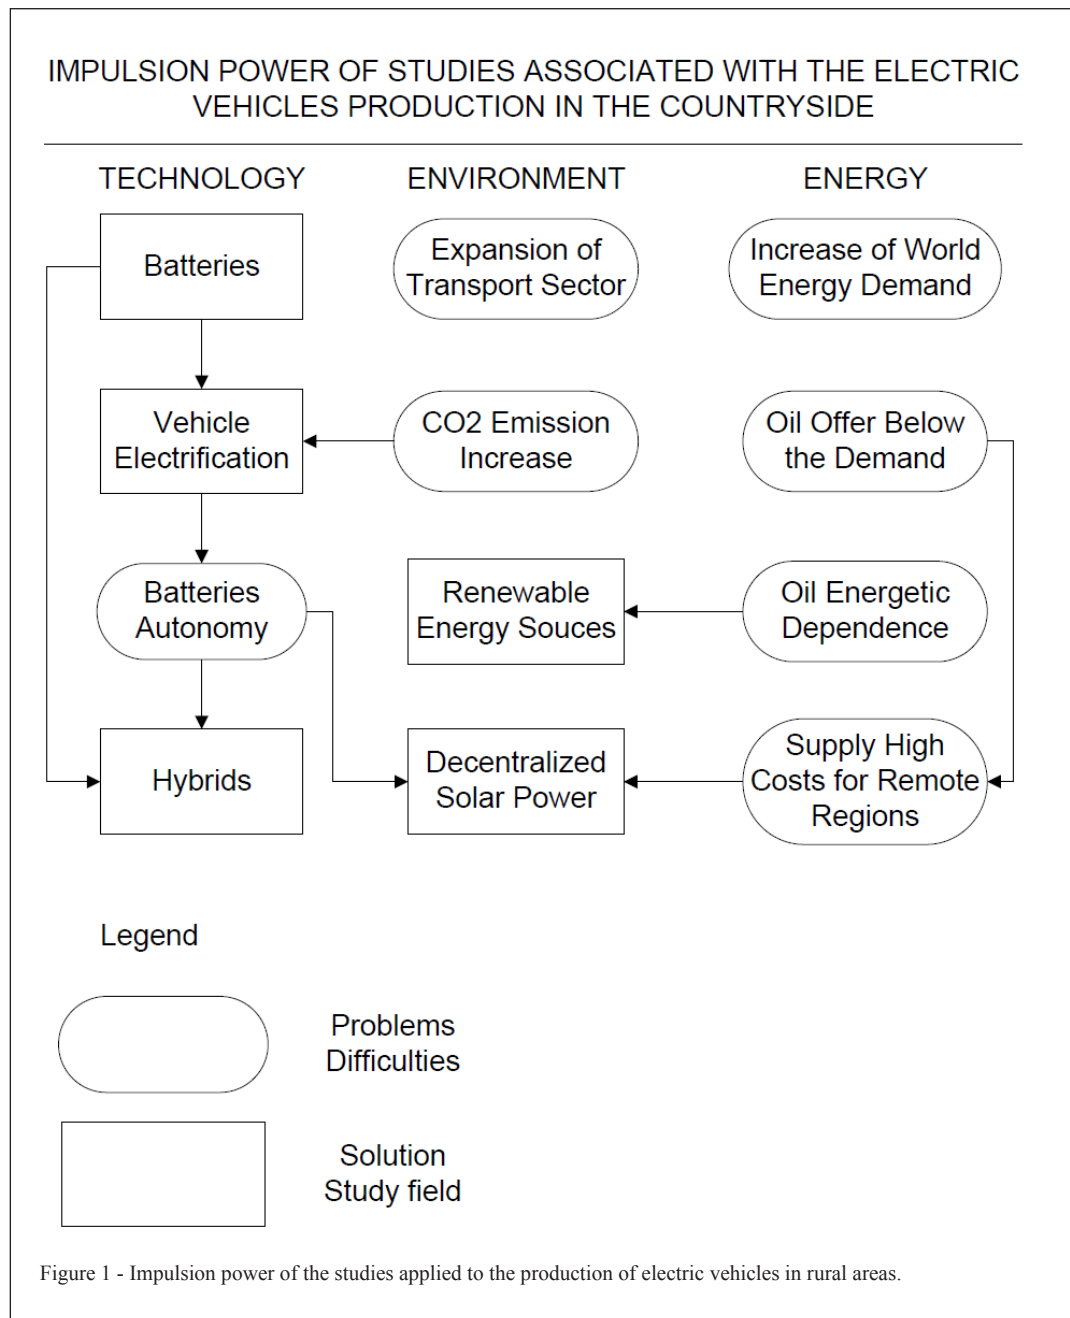 IMPULSION POWER OF STUDIES ASSOCIATED WITH THE ELECTRIC
VEHICLES PRODUCTION IN THE COUNTRYSIDE
TECHNOLOGY
ENVIRONMENT
ENERGY
Batteries
Expansion of
Transport Sector
Increase of World
Energy Demand
Vehicle
Electrification
CO2 Emission
Increase
Oil Offer Below
the Demand
Batteries
Autonomy
Renewable
Energy Souces
Oil Energetic
Dependence
Hybrids
Decentralized
Solar Power
Supply High
Costs for Remote
Regions
Legend
Problems
Difficulties
Solution
Study field
Figure 1 - Impulsion power of the studies applied to the production of electric vehicles in rural areas.